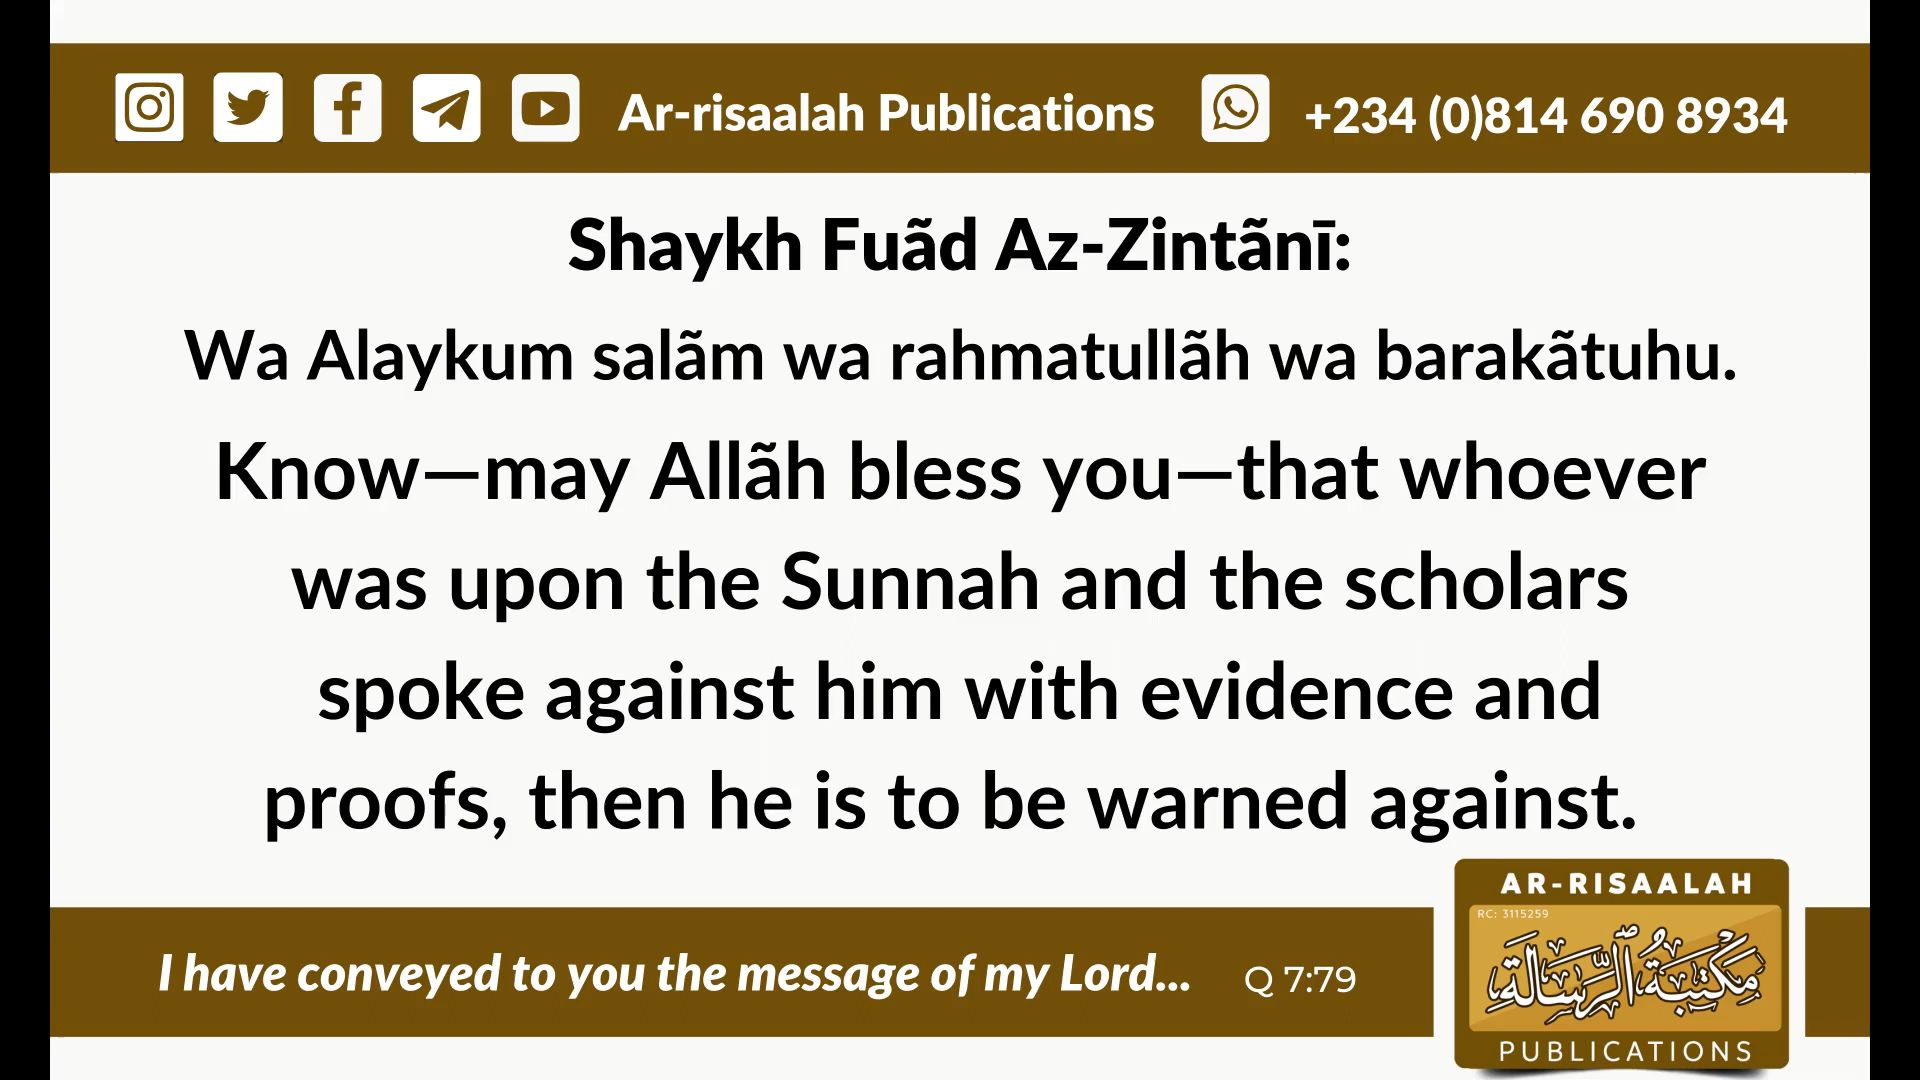 Ar-risaalah Publications +234 (0)814 690 8934
Shaykh Fuãd Az-Zintãnī:
Wa Alaykum salãm wa rahmatullãh wa barakãtuhu.
Know—may Allãh bless you—that whoever
was upon the Sunnah and the scholars
spoke against him with evidence and
proofs, then he is to be warned against.
I have conveyed to you the message of my Lord... Q 7:79
AR-RISAALAH
RC: 3115259
مَكْتَبَةُ الرِّسَالَةِ
PUBLICATIONS